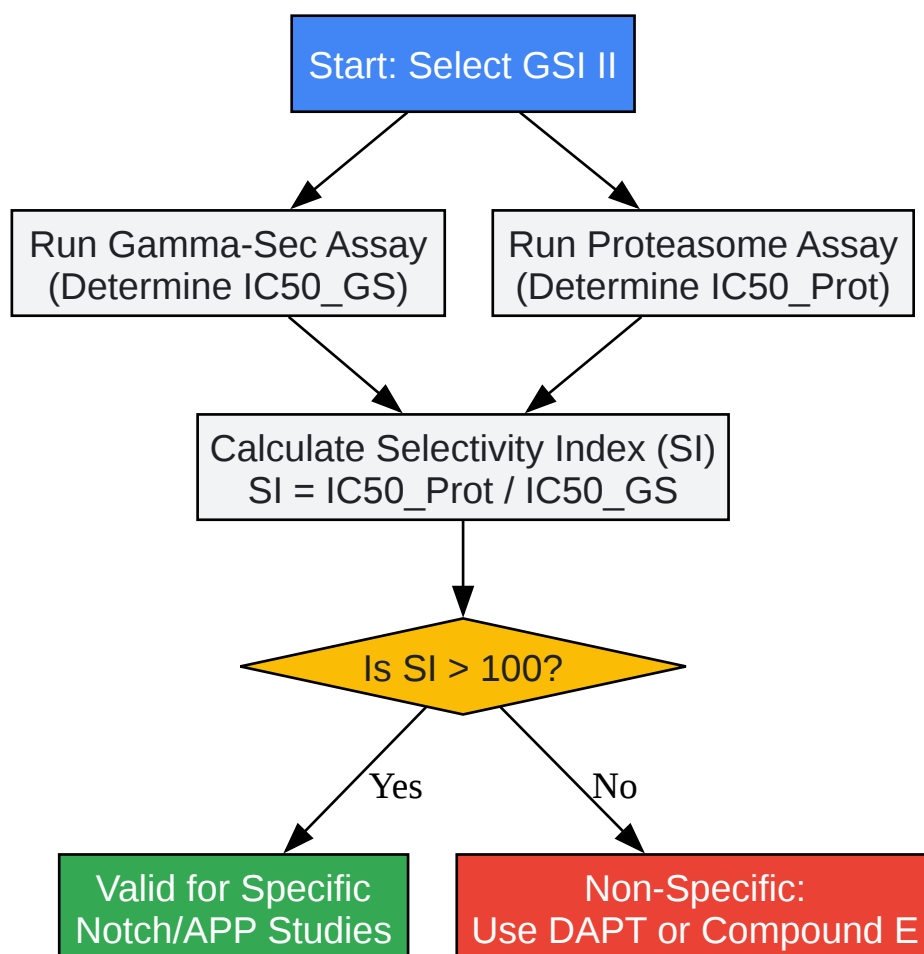 Start: Select GSI II
Run Gamma-Sec Assay
(Determine IC50_GS)
Run Proteasome Assay
(Determine IC50_Prot)
Calculate Selectivity Index (SI)
SI = IC50_Prot / IC50_GS
Is SI > 100?
Yes
No
Valid for Specific
Notch/APP Studies
Non-Specific:
Use DAPT or Compound E